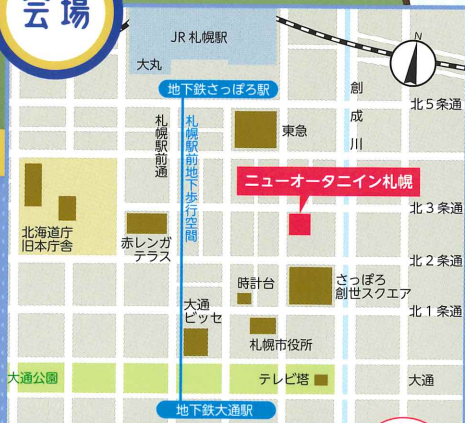 会場
JR 札幌駅
大丸
N
地下鉄さっぽろ駅
創成川
北5条通
札幌駅前通
札幌駅前地下歩行空間
東急
ニューオータニイン札幌
北3条通
北海道庁
旧本庁舎
赤レンガ
テラス
北2条通
時計台
さっぽろ
創世スクエア
大通
ビッセ
北1条通
札幌市役所
大通公園
テレビ塔
大通
地下鉄大通駅